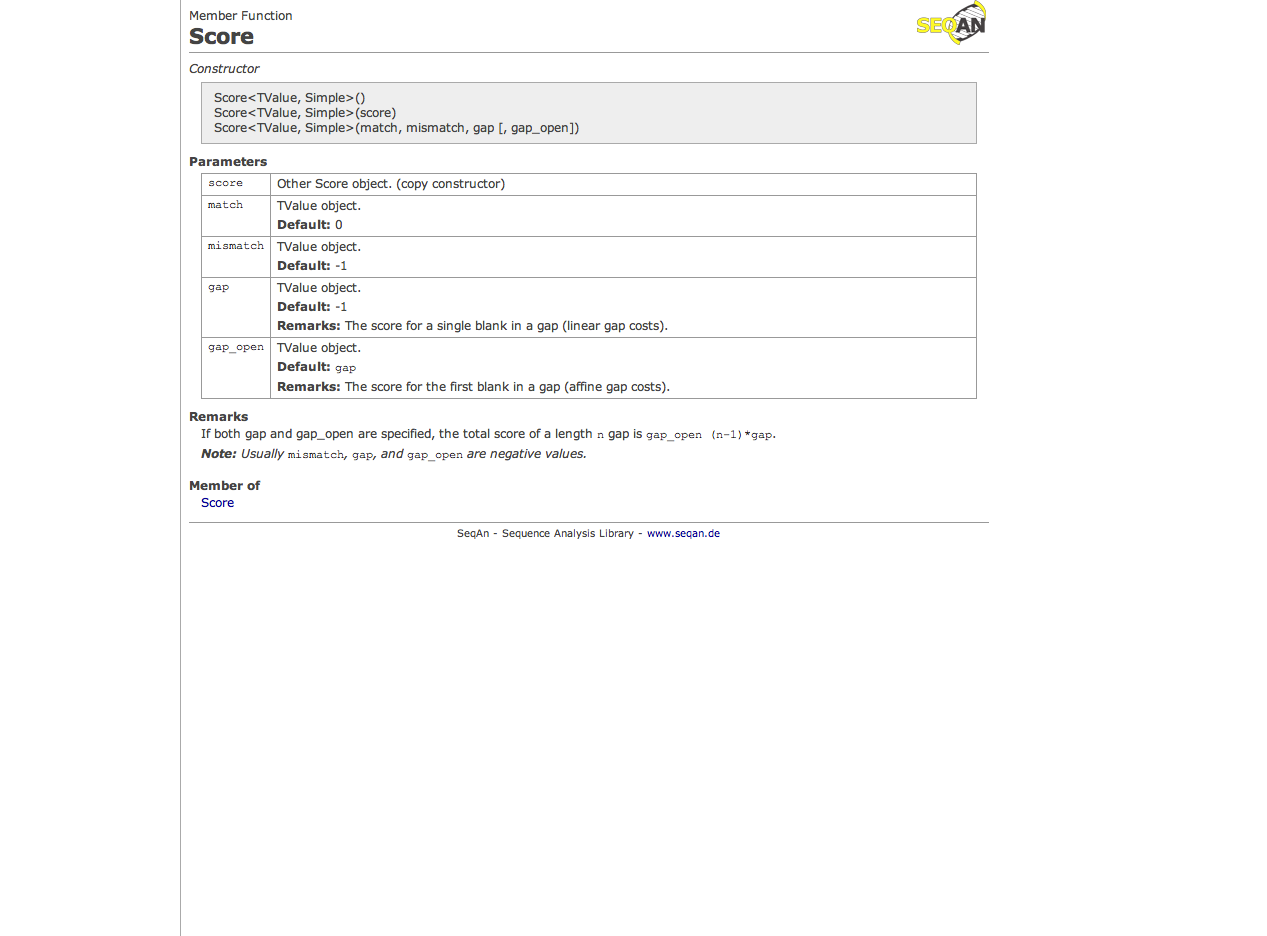 Member Function
Score
SEQAN
Constructor
Score<TValue, Simple>()
Score<TValue, Simple>(score)
Score<TValue, Simple>(match, mismatch, gap [, gap_open])
Parameters
score Other Score object. (copy constructor)
match TValue object.
Default: 0
mismatch TValue object.
Default: -1
gap TValue object.
Default: -1
Remarks: The score for a single blank in a gap (linear gap costs).
gap_open TValue object.
Default: gap
Remarks: The score for the first blank in a gap (affine gap costs).
Remarks
If both gap and gap_open are specified, the total score of a length n gap is gap_open (n-1)*gap.
Note: Usually mismatch, gap, and gap_open are negative values.
Member of
Score
SeqAn - Sequence Analysis Library - www.seqan.de